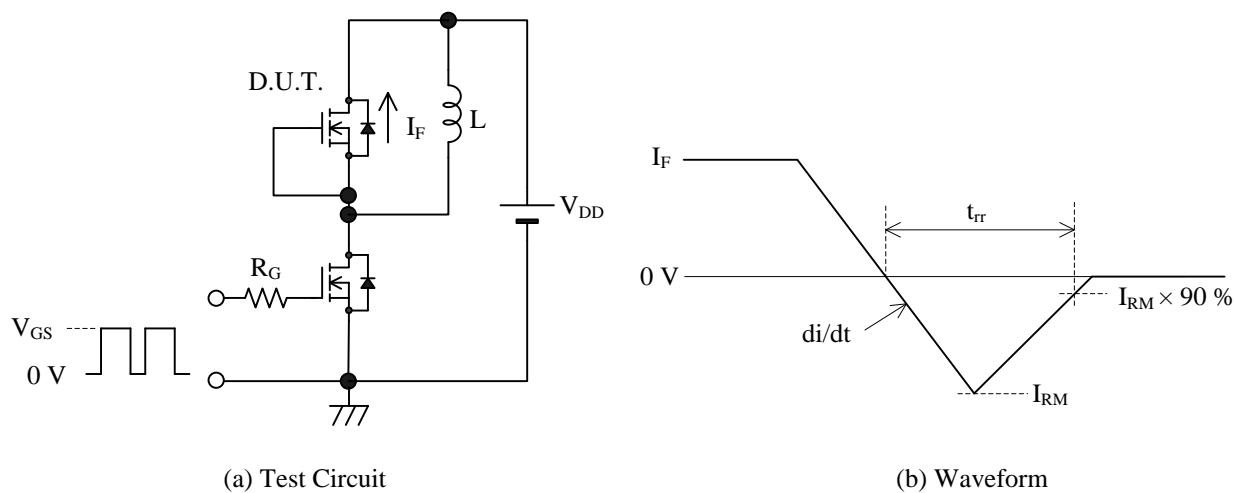 D.U.T.
I_F
L
V_DD
R_G
V_GS
0 V
(a) Test Circuit
I_F
t_rr
0 V
I_RM × 90 %
di/dt
I_RM
(b) Waveform